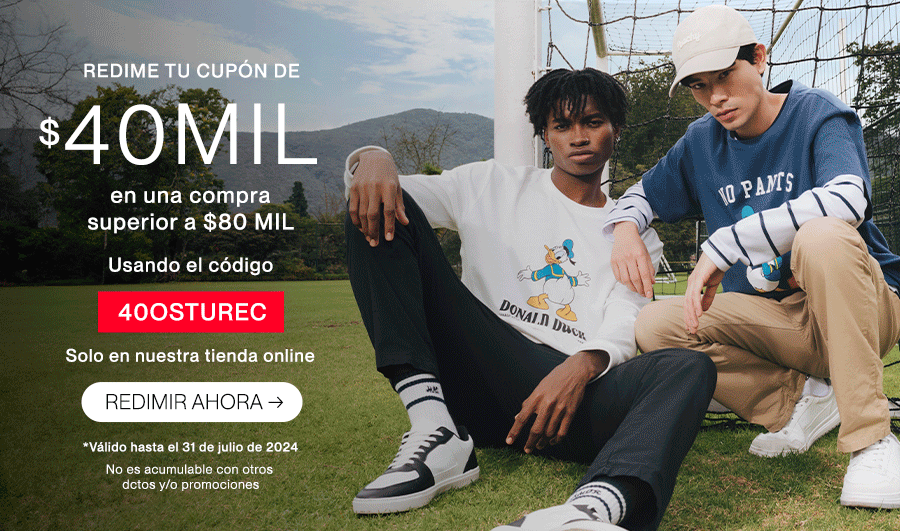 REDIME TU CUPÓN DE
$40MIL
en una compra
superior a $80 MIL
Usando el código
40OSTUREC
Solo en nuestra tienda online
REDIMIR AHORA →
*Válido hasta el 31 de julio de 2024
No es acumulable con otros
dctos y/o promociones
DONALD DUCK
NO PANTS